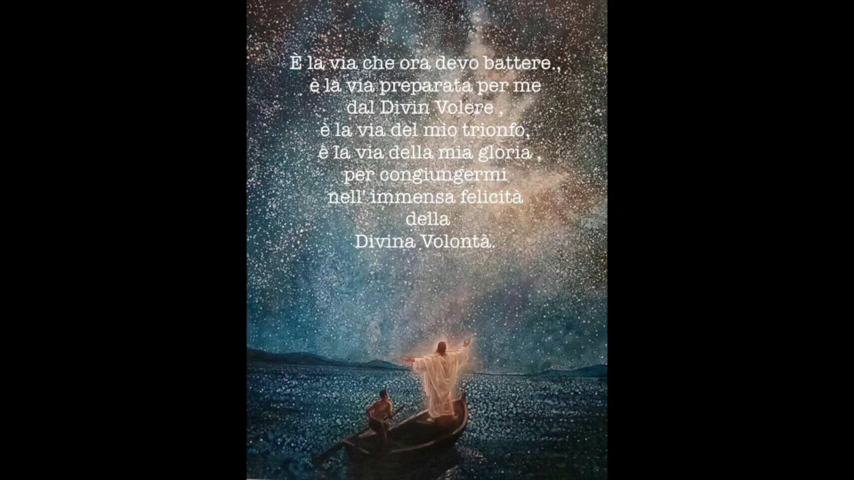 È la via che ora devo battere.,
è la via preparata per me
dal Divin Volere ,
è la via del mio trionfo,
è la via della mia gloria ,
per congiungermi
nell' immensa felicità
della
Divina Volontà.